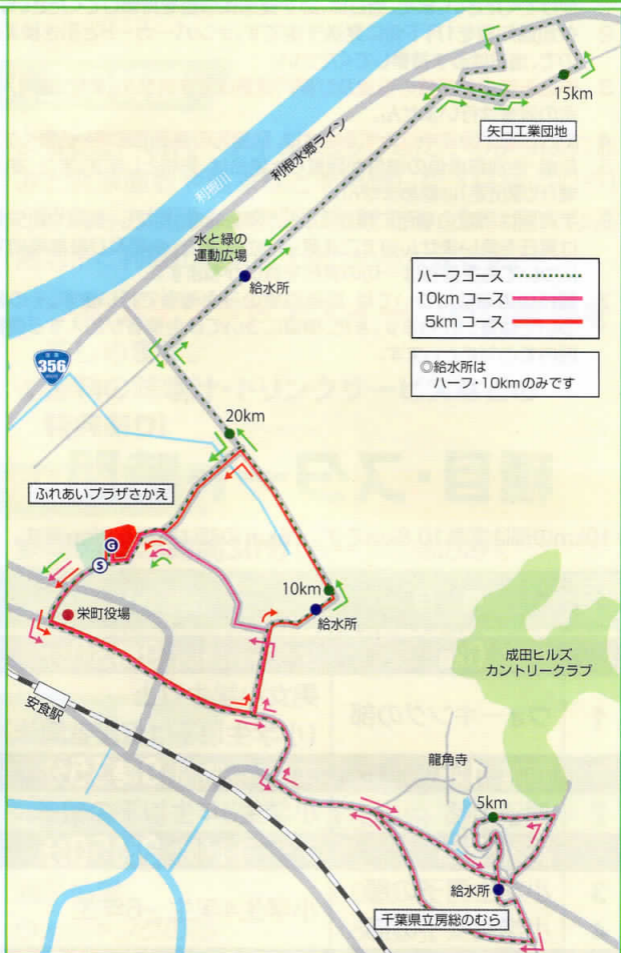 15km
矢口工業団地
利根水郷ライン
利根川
水と緑の
運動広場
給水所
ハーフコース
10kmコース
5kmコース
◎給水所は
ハーフ・10kmのみです
国道
356
20km
ふれあいプラザさかえ
G
S
10km
給水所
栄町役場
成田ヒルズ
カントリークラブ
安食駅
龍角寺
5km
給水所
千葉県立房総のむら